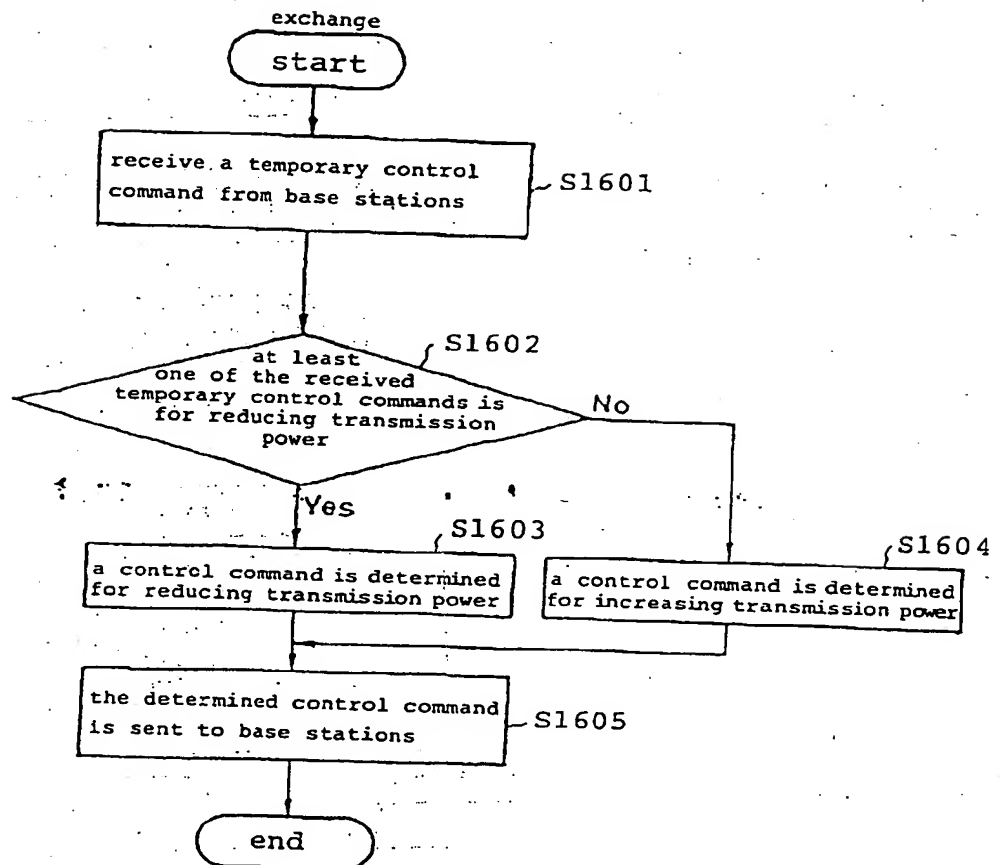 exchange
start
receive a temporary control
command from base stations
S1601
S1602
at least
one of the received
temporary control commands is
for reducing transmission
power
No
Yes
S1603
a control command is determined
for reducing transmission power
S1604
a control command is determined
for increasing transmission power
the determined control command
is sent to base stations
S1605
end